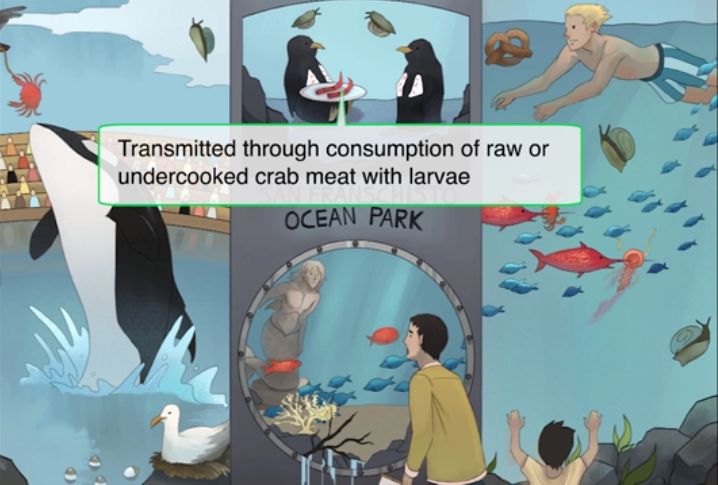 Transmitted through consumption of raw or
undercooked crab meat with larvae
SAN FRANSCHISTO
OCEAN PARK